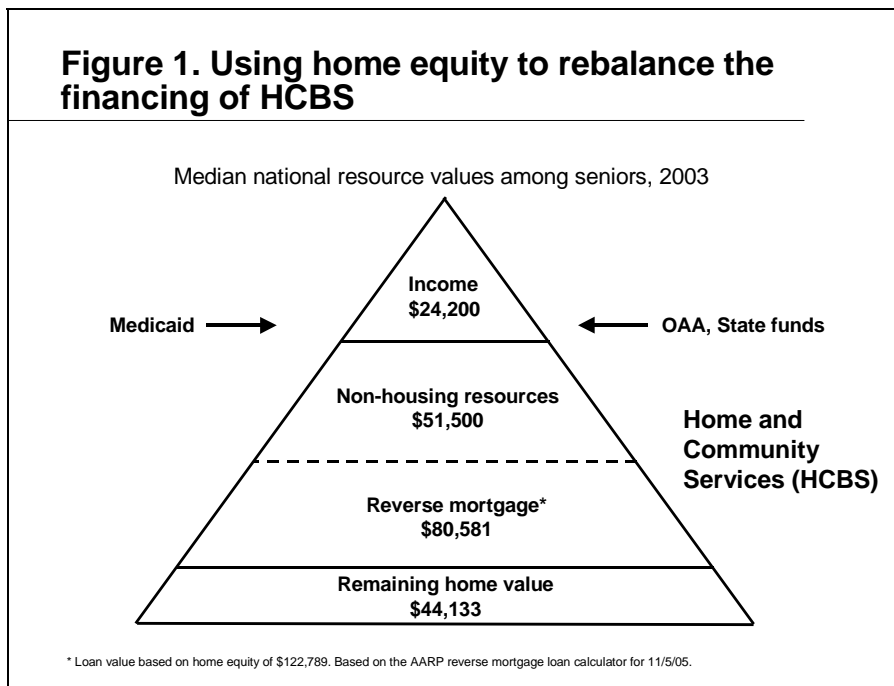 Figure 1. Using home equity to rebalance the
financing of HCBS
Median national resource values among seniors, 2003
Income
$24,200
Medicaid
OAA, State funds
Non-housing resources
$51,500
Home and
Community
Services (HCBS)
Reverse mortgage*
$80,581
Remaining home value
$44,133
* Loan value based on home equity of $122,789. Based on the AARP reverse mortgage loan calculator for 11/5/05.